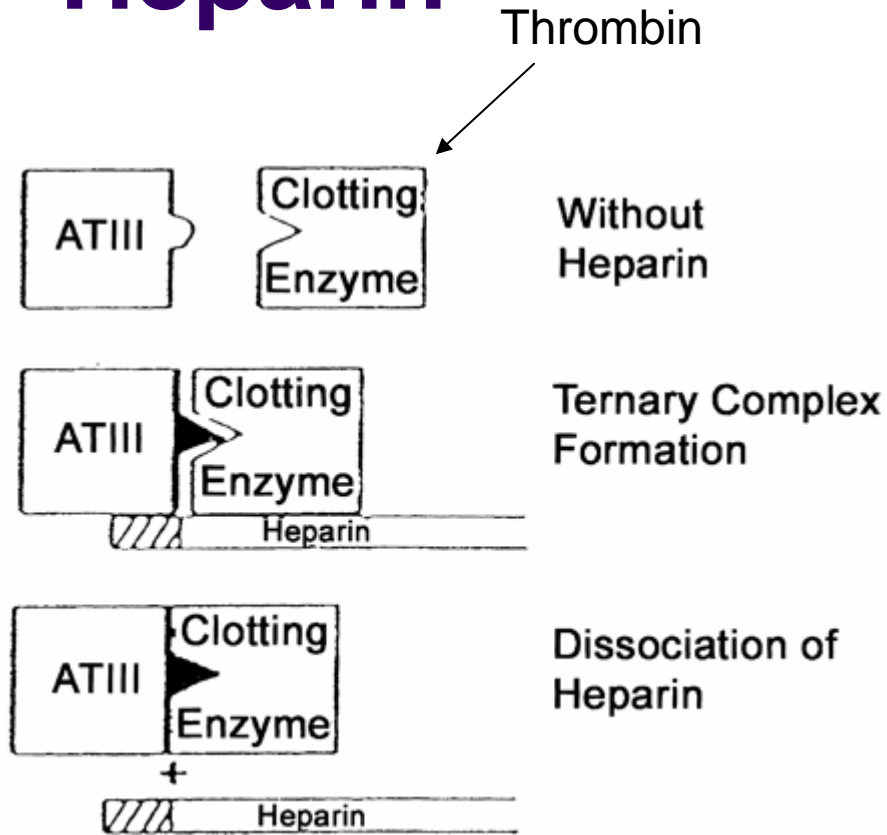 Heparin
Thrombin
ATIII
Clotting
Enzyme
Without
Heparin
ATIII
Clotting
Enzyme
Heparin
Ternary Complex
Formation
ATIII
Clotting
Enzyme
+
Heparin
Dissociation of
Heparin